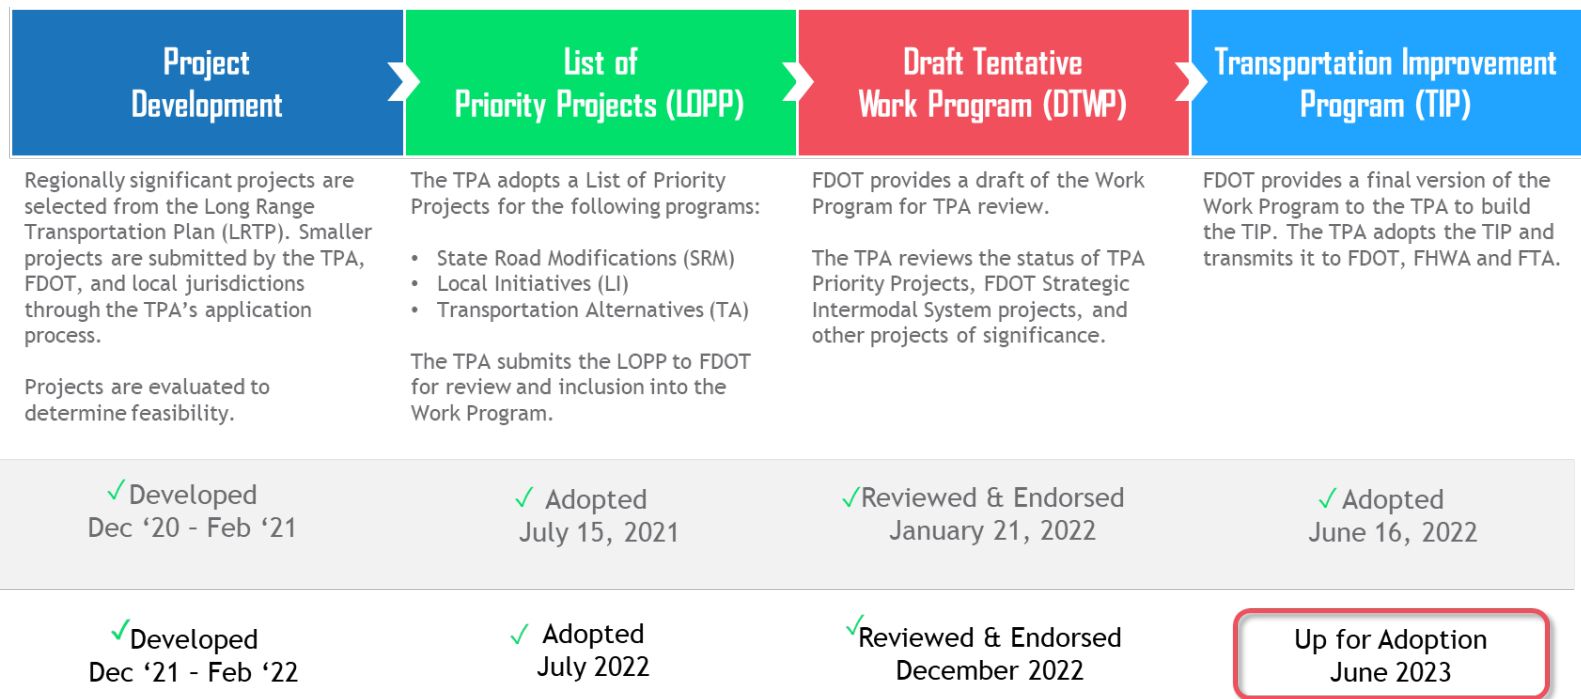 Project
Development
List of
Priority Projects (LOPP)
Draft Tentative
Work Program (DTWP)
Transportation Improvement
Program (TIP)
Regionally significant projects are
selected from the Long Range
Transportation Plan (LRTP). Smaller
projects are submitted by the TPA,
FDOT, and local jurisdictions
through the TPA's application
process.
Projects are evaluated to
determine feasibility.
The TPA adopts a List of Priority
Projects for the following programs:
• State Road Modifications (SRM)
• Local Initiatives (LI)
• Transportation Alternatives (TA)
The TPA submits the LOPP to FDOT
for review and inclusion into the
Work Program.
FDOT provides a draft of the Work
Program for TPA review.
The TPA reviews the status of TPA
Priority Projects, FDOT Strategic
Intermodal System projects, and
other projects of significance.
FDOT provides a final version of the
Work Program to the TPA to build
the TIP. The TPA adopts the TIP and
transmits it to FDOT, FHWA and FTA.
✓Developed
Dec ‘20 – Feb ‘21
✓ Adopted
July 15, 2021
✓Reviewed & Endorsed
January 21, 2022
✓ Adopted
June 16, 2022
✓Developed
Dec ‘21 – Feb ‘22
✓ Adopted
July 2022
✓Reviewed & Endorsed
December 2022
Up for Adoption
June 2023